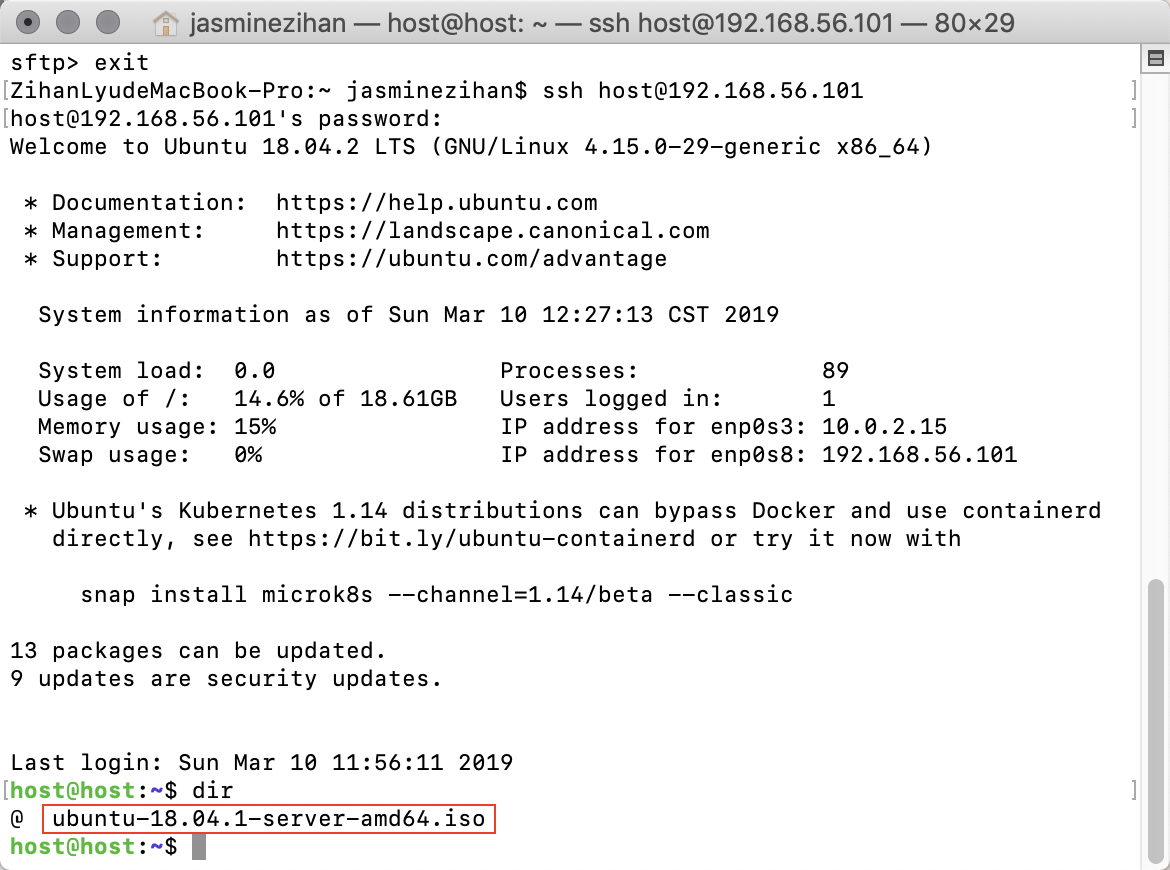 jasminezihan — host@host: ~ — ssh host@192.168.56.101 — 80×29
sftp> exit
[ZihanLyudeMacBook-Pro:~ jasminezihan$ ssh host@192.168.56.101 ]
[host@192.168.56.101's password: ]
Welcome to Ubuntu 18.04.2 LTS (GNU/Linux 4.15.0-29-generic x86_64)
* Documentation:  https://help.ubuntu.com
* Management:     https://landscape.canonical.com
* Support:        https://ubuntu.com/advantage
System information as of Sun Mar 10 12:27:13 CST 2019
System load:  0.0                Processes:             89
Usage of /:   14.6% of 18.61GB   Users logged in:       1
Memory usage: 15%                IP address for enp0s3: 10.0.2.15
Swap usage:   0%                 IP address for enp0s8: 192.168.56.101
* Ubuntu's Kubernetes 1.14 distributions can bypass Docker and use containerd
directly, see https://bit.ly/ubuntu-containerd or try it now with
snap install microk8s --channel=1.14/beta --classic
13 packages can be updated.
9 updates are security updates.
Last login: Sun Mar 10 11:56:11 2019
[host@host:~$ dir ]
@  ubuntu-18.04.1-server-amd64.iso
host@host:~$